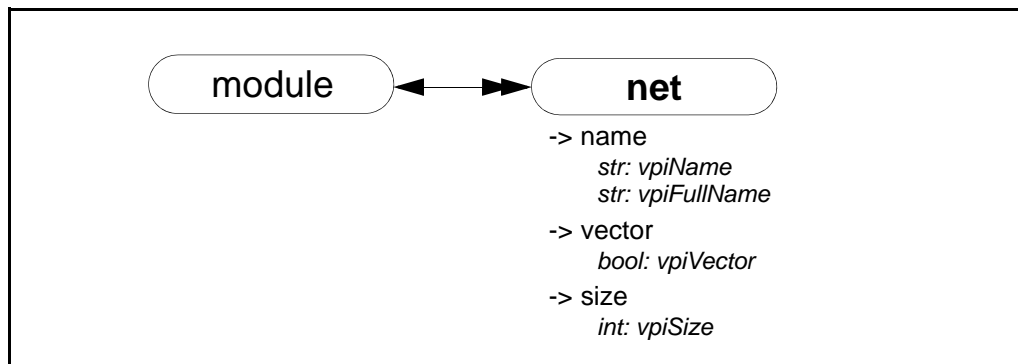 module
net
-> name
str: vpiName
str: vpiFullName
-> vector
bool: vpiVector
-> size
int: vpiSize